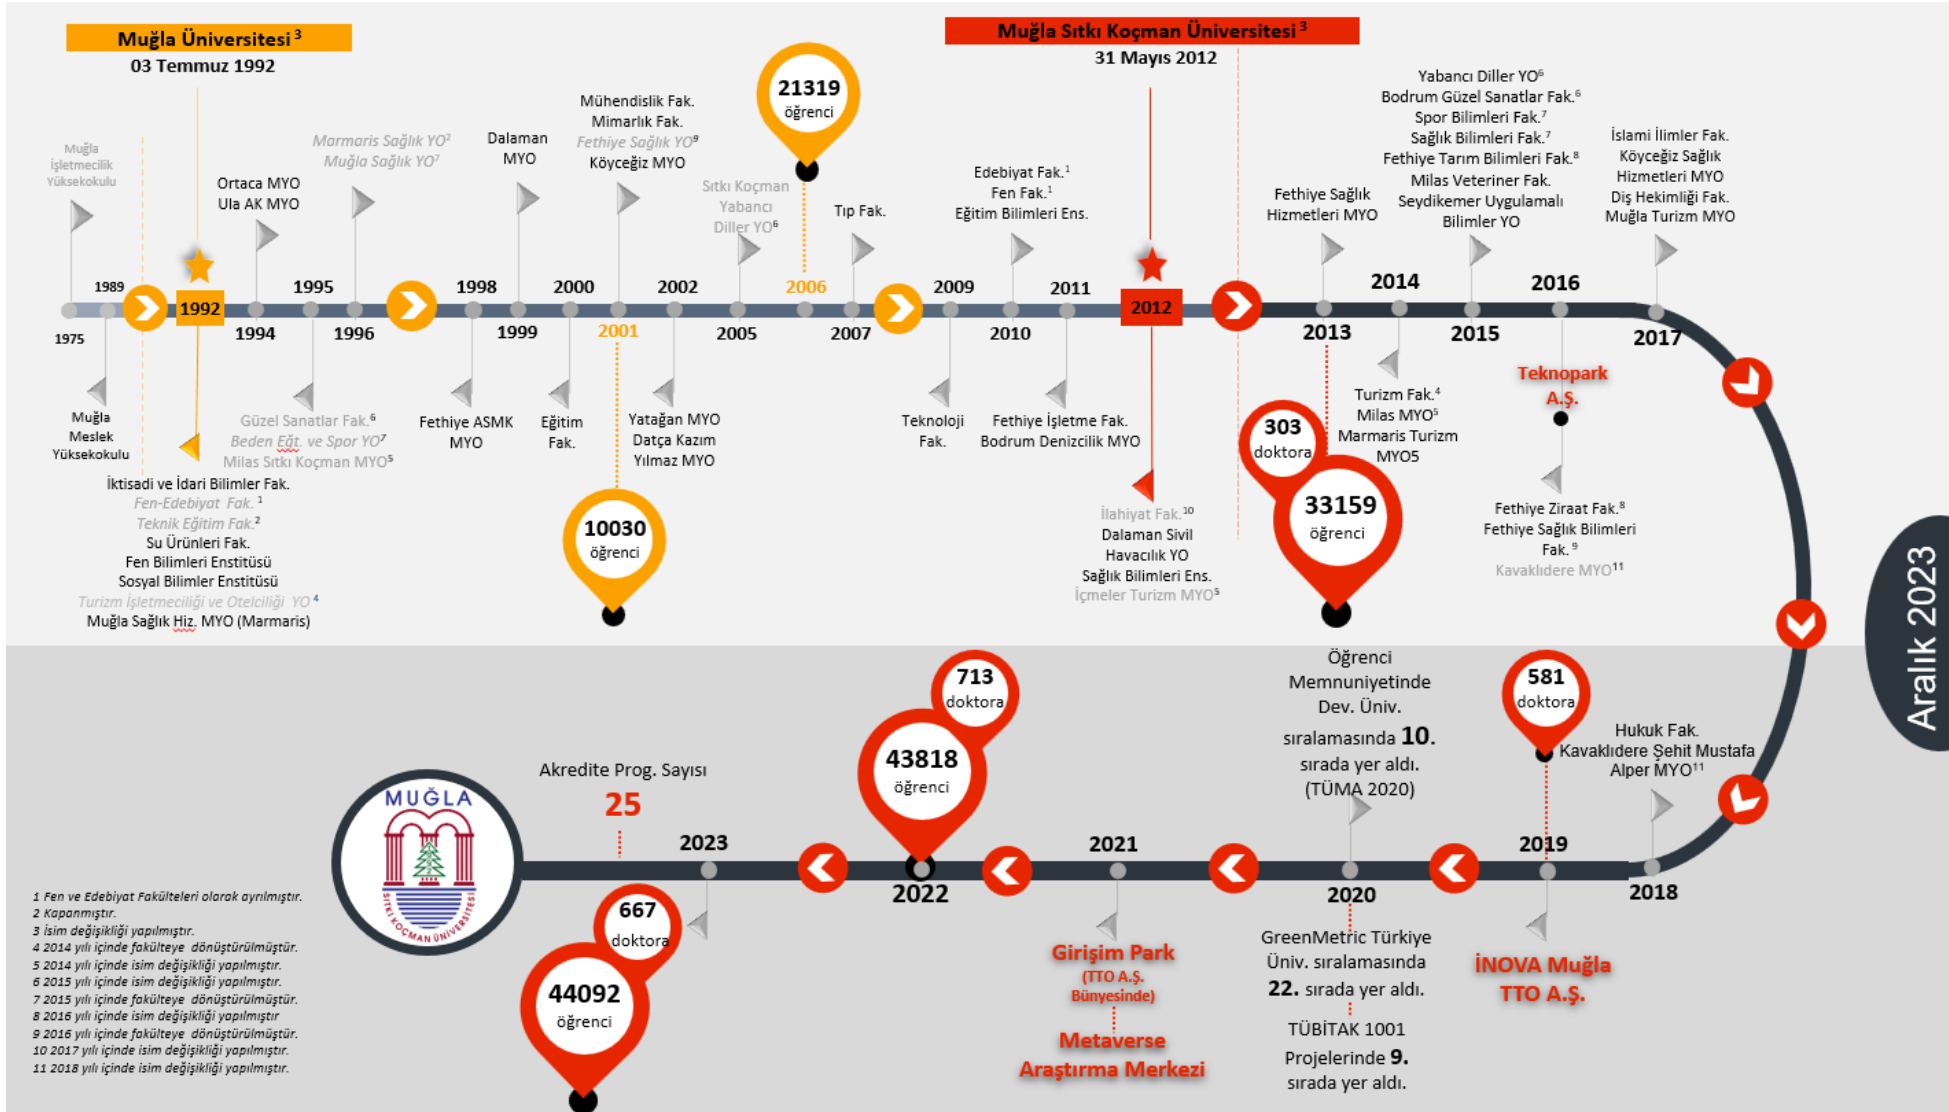 Muğla Üniversitesi ³
03 Temmuz 1992
Muğla Sıtkı Koçman Üniversitesi ³
31 Mayıs 2012
Muğla
İşletmecilik
Yüksekokulu
Ortaca MYO
Ula AK MYO
Marmaris Sağlık YO²
Muğla Sağlık YO⁷
Dalaman
MYO
Mühendislik Fak.
Mimarlık Fak.
Fethiye Sağlık YO⁹
Köyceğiz MYO
Sıtkı Koçman
Yabancı
Diller YO⁶
21319
öğrenci
Tıp Fak.
Edebiyat Fak.¹
Fen Fak.¹
Eğitim Bilimleri Ens.
Fethiye Sağlık
Hizmetleri MYO
Yabancı Diller YO⁶
Bodrum Güzel Sanatlar Fak.⁶
Spor Bilimleri Fak.⁷
Sağlık Bilimleri Fak.⁷
Fethiye Tarım Bilimleri Fak.⁸
Milas Veteriner Fak.
Seydikemer Uygulamalı
Bilimler YO
İslami İlimler Fak.
Köyceğiz Sağlık
Hizmetleri MYO
Diş Hekimliği Fak.
Muğla Turizm MYO
1975
1989
1992
1994
1995
1996
1998
1999
2000
2001
2002
2005
2006
2007
2009
2010
2011
2012
2013
2014
2015
2016
2017
Muğla
Meslek
Yüksekokulu
İktisadi ve İdari Bilimler Fak.
Fen-Edebiyat Fak. ¹
Teknik Eğitim Fak.²
Su Ürünleri Fak.
Fen Bilimleri Enstitüsü
Sosyal Bilimler Enstitüsü
Turizm İşletmeciliği ve Otelciliği YO ⁴
Muğla Sağlık Hiz. MYO (Marmaris)
Güzel Sanatlar Fak.⁶
Beden Eğt. ve Spor YO⁷
Milas Sıtkı Koçman MYO⁵
Fethiye ASMK
MYO
Eğitim
Fak.
10030
öğrenci
Yatağan MYO
Datça Kazım
Yılmaz MYO
Teknoloji
Fak.
Fethiye İşletme Fak.
Bodrum Denizcilik MYO
İlahiyat Fak.¹⁰
Dalaman Sivil
Havacılık YO
Sağlık Bilimleri Ens.
İçmeler Turizm MYO⁵
303
doktora
33159
öğrenci
Turizm Fak.⁴
Milas MYO⁵
Marmaris Turizm
MYO5
Teknopark
A.Ş.
Fethiye Ziraat Fak.⁸
Fethiye Sağlık Bilimleri
Fak. ⁹
Kavaklıdere MYO¹¹
Aralık 2023
Hukuk Fak.
Kavaklıdere Şehit Mustafa
Alper MYO¹¹
2018
581
doktora
2019
İNOVA Muğla
TTO A.Ş.
Öğrenci
Memnuniyetinde
Dev. Üniv.
sıralamasında 10.
sırada yer aldı.
(TÜMA 2020)
2020
GreenMetric Türkiye
Üniv. sıralamasında
22. sırada yer aldı.
TÜBİTAK 1001
Projelerinde 9.
sırada yer aldı.
2021
Girişim Park
(TTO A.Ş.
Bünyesinde)
Metaverse
Araştırma Merkezi
713
doktora
43818
öğrenci
2022
2023
Akredite Prog. Sayısı
25
667
doktora
44092
öğrenci
MUĞLA
1992
SITKI KOÇMAN ÜNİVERSİTESİ
1 Fen ve Edebiyat Fakülteleri olarak ayrılmıştır.
2 Kapanmıştır.
3 İsim değişikliği yapılmıştır.
4 2014 yılı içinde fakülteye dönüştürülmüştür.
5 2014 yılı içinde isim değişikliği yapılmıştır.
6 2015 yılı içinde isim değişikliği yapılmıştır.
7 2015 yılı içinde fakülteye dönüştürülmüştür.
8 2016 yılı içinde isim değişikliği yapılmıştır
9 2016 yılı içinde fakülteye dönüştürülmüştür.
10 2017 yılı içinde isim değişikliği yapılmıştır.
11 2018 yılı içinde isim değişikliği yapılmıştır.